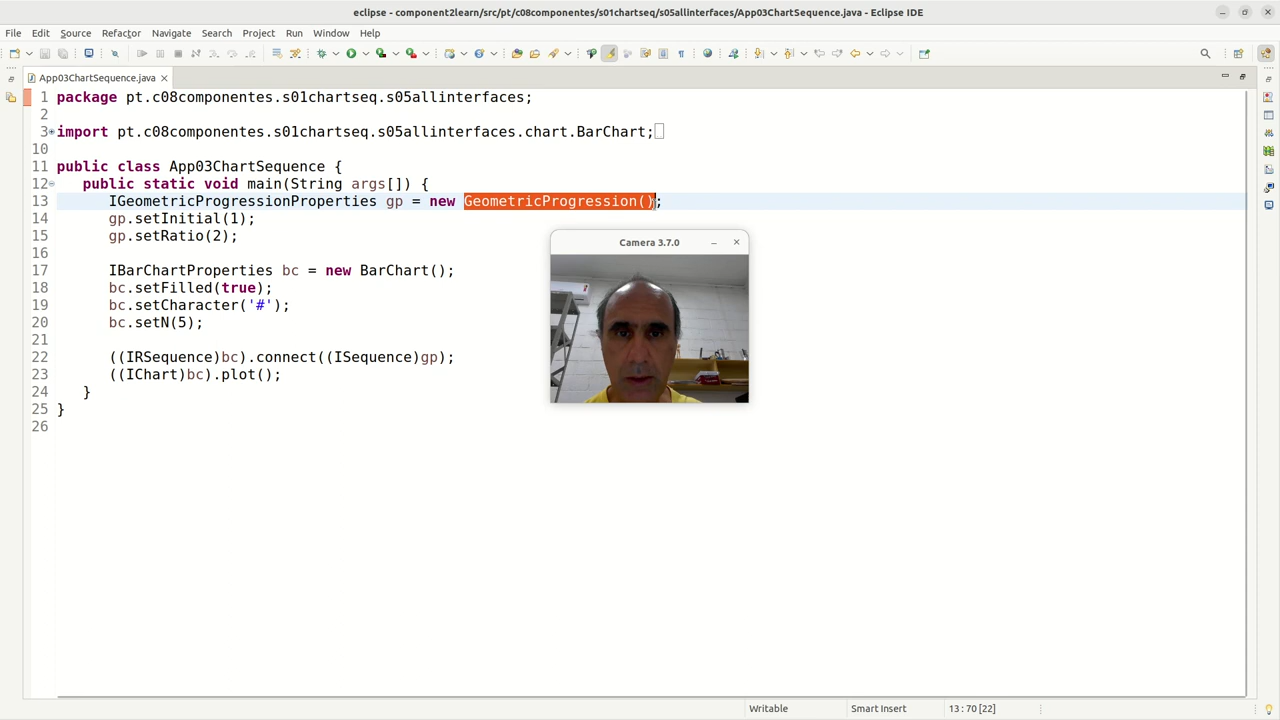 eclipse - component2learn/src/pt/c08componentes/s01chartseq/s05allinterfaces/App03ChartSequence.java - Eclipse IDE
File Edit Source Refactor Navigate Search Project Run Window Help
App03ChartSequence.java
1 package pt.c08componentes.s01chartseq.s05allinterfaces;
2
3 import pt.c08componentes.s01chartseq.s05allinterfaces.chart.BarChart;
10
11 public class App03ChartSequence {
12 public static void main(String args[]) {
13 IGeometricProgressionProperties gp = new GeometricProgression();
14 gp.setInitial(1);
15 gp.setRatio(2);
16
17 IBarChartProperties bc = new BarChart();
18 bc.setFilled(true);
19 bc.setCharacter('#');
20 bc.setN(5);
21
22 ((IRSequence)bc).connect((ISequence)gp);
23 ((IChart)bc).plot();
24 }
25 }
26
Camera 3.7.0
Writable Smart Insert 13 : 70 [22]